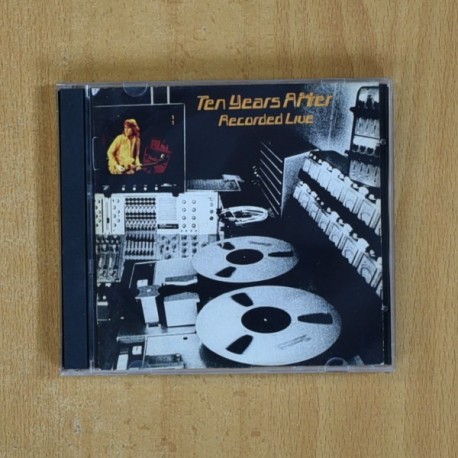 Ten Years After
Recorded Live